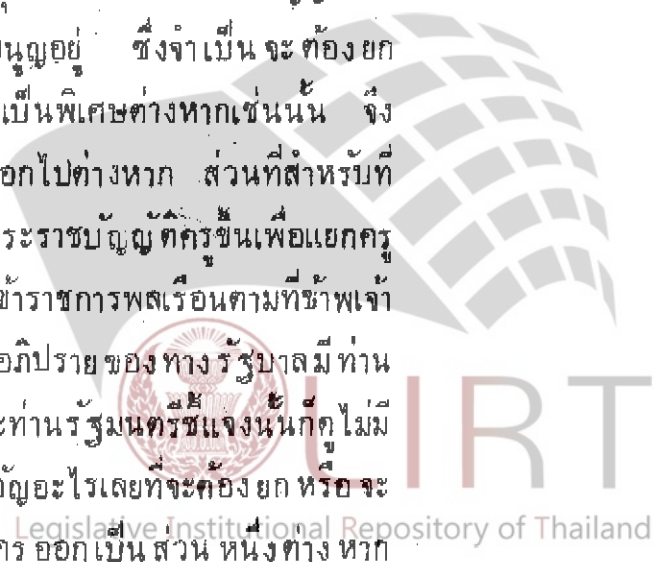 นูญอยู่ ซึ่งจำเป็นจะต้องยก
เป็นพิเศษต่างหากเช่นนั้น จึง
อกไปต่างหาก ส่วนที่สำหรับที่
ระราชบัญญัติครูขึ้นเพื่อแยกครู
ข้าราชการพลเรือนตามที่ข้าพเจ้า
อภิปรายของทางรัฐบาลมีท่าน
ะท่านรัฐมนตรีชี้แจงนั้นก็ดูไม่มี
ัญอะไรเลยที่จะต้องยก หรือจะ
Legislative Institutional Repository of Thailand
LIRT
การ ออกเป็นส่วนหนึ่งต่างหาก